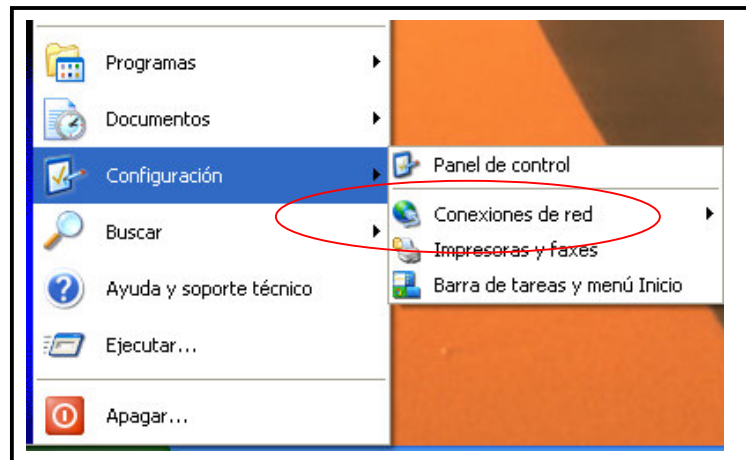 Programas
Documentos
Configuración
Buscar
Ayuda y soporte técnico
Ejecutar...
Apagar...
Panel de control
Conexiones de red
Impresoras y faxes
Barra de tareas y menú Inicio